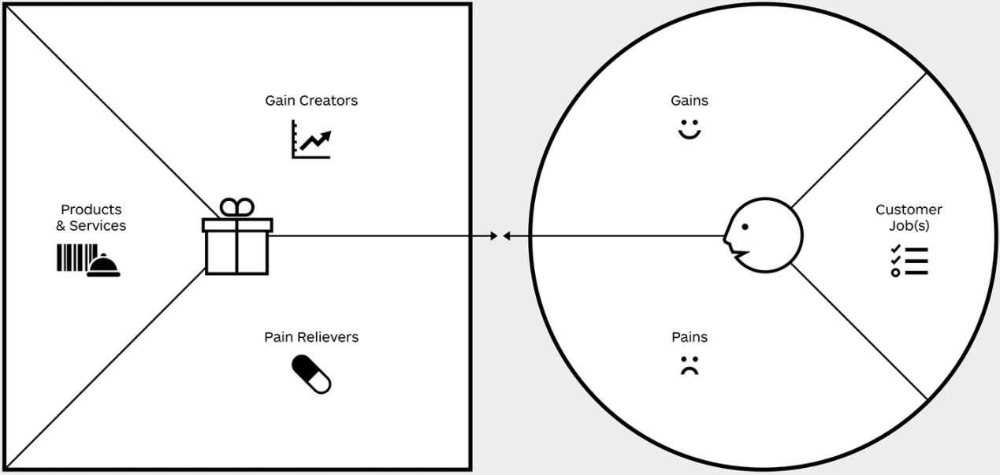 Gain Creators
Products
& Services
Pain Relievers
Gains
Customer
Job(s)
Pains